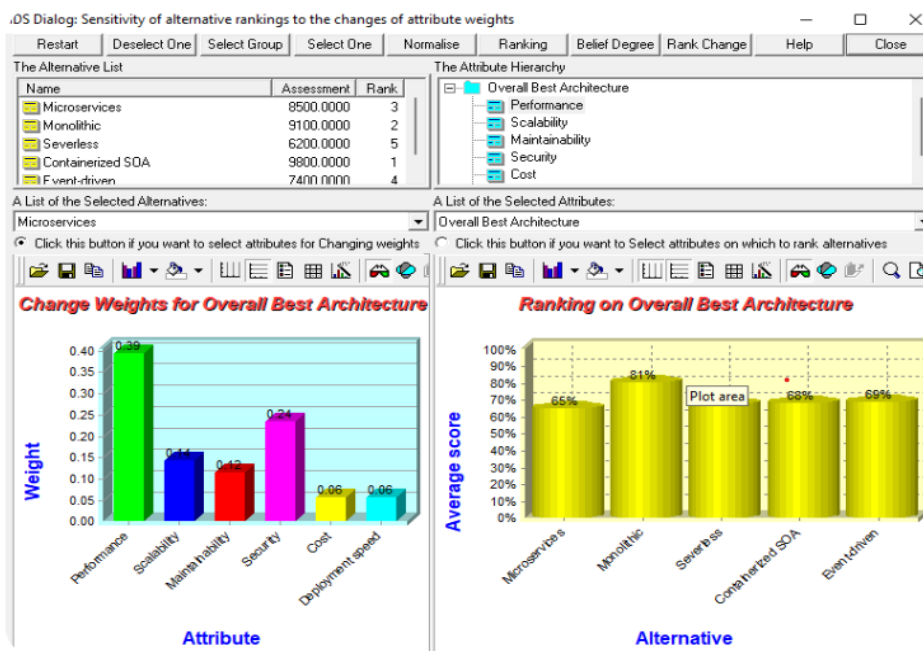 IDS Dialog: Sensitivity of alternative rankings to the changes of attribute weights
Restart Deselect One Select Group Select One Normalise Ranking Belief Degree Rank Change Help Close
The Alternative List
Name Assessment Rank
Microservices 8500.0000 3
Monolithic 9100.0000 2
Severless 6200.0000 5
Containerized SOA 9800.0000 1
Event-driven 7400.0000 4
The Attribute Hierarchy
Overall Best Architecture
Performance
Scalability
Maintainability
Security
Cost
A List of the Selected Alternatives:
Microservices
A List of the Selected Attributes:
Overall Best Architecture
Click this button if you want to select attributes for Changing weights
Click this button if you want to Select attributes on which to rank alternatives
Change Weights for Overall Best Architecture
Weight
0.40
0.35
0.30
0.25
0.20
0.15
0.10
0.05
0.00
0.39
0.14
0.12
0.24
0.06
0.06
Performance
Scalability
Maintainability
Security
Cost
Deployment speed
Attribute
Ranking on Overall Best Architecture
Average score
100%
90%
80%
70%
60%
50%
40%
30%
20%
10%
0%
65%
81%
Plot area
68%
69%
Microservices
Monolithic
Severless
Containerized SOA
Event-driven
Alternative